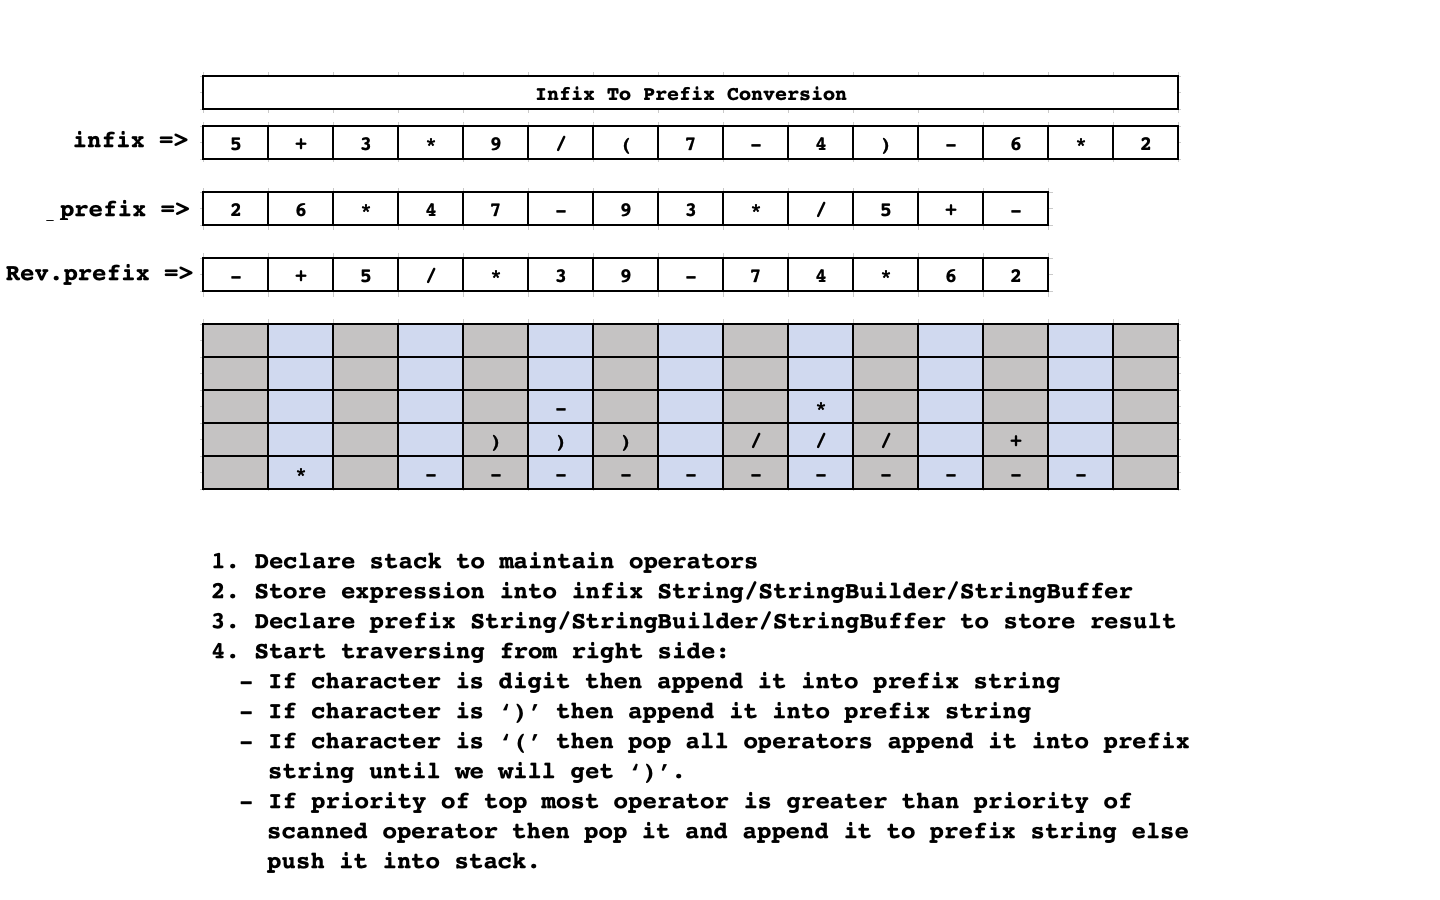 Infix To Prefix Conversion
infix => 5 + 3 * 9 / ( 7 - 4 ) - 6 * 2
_ prefix => 2 6 * 4 7 - 9 3 * / 5 + -
Rev.prefix => - + 5 / * 3 9 - 7 4 * 6 2
- *
) ) ) / / / +
* - - - - - - - - - - -
1. Declare stack to maintain operators
2. Store expression into infix String/StringBuilder/StringBuffer
3. Declare prefix String/StringBuilder/StringBuffer to store result
4. Start traversing from right side:
- If character is digit then append it into prefix string
- If character is ‘)’ then append it into prefix string
- If character is ‘(’ then pop all operators append it into prefix
string until we will get ‘)’.
- If priority of top most operator is greater than priority of
scanned operator then pop it and append it to prefix string else
push it into stack.